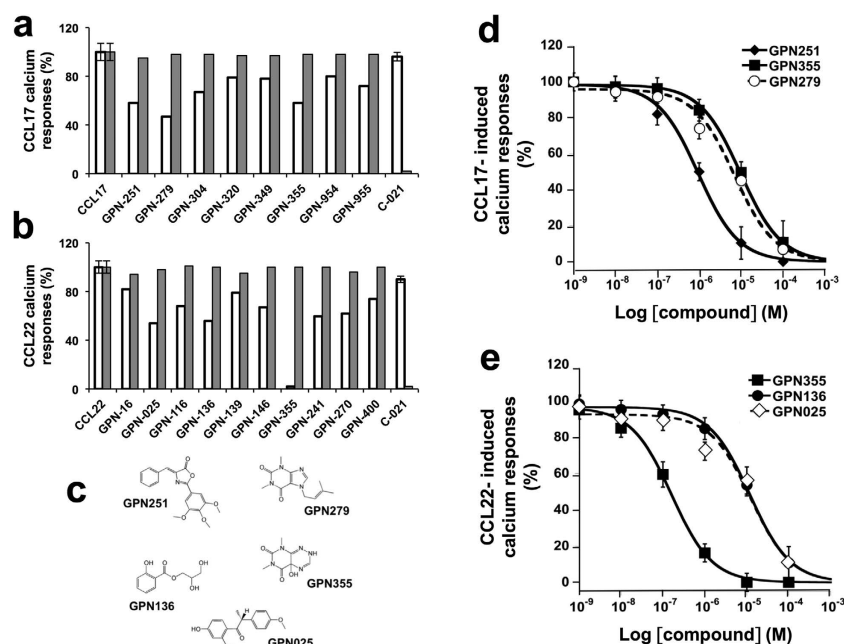 a
CCL17 calcium
responses (%)
120
80
40
0
CCL17
GPN-251
GPN-279
GPN-304
GPN-320
GPN-349
GPN-355
GPN-954
GPN-955
C-021
b
CCL22 calcium
responses (%)
120
80
40
0
CCL22
GPN-16
GPN-025
GPN-116
GPN-136
GPN-139
GPN-146
GPN-355
GPN-241
GPN-270
GPN-400
C-021
c
GPN251
GPN279
GPN136
GPN355
GPN025
d
GPN251
GPN355
GPN279
CCL17- induced
calcium responses
(%)
120
100
80
60
40
20
0
10-9 10-8 10-7 10-6 10-5 10-4 10-3
Log [compound] (M)
e
GPN355
GPN136
GPN025
CCL22- induced
calcium responses
(%)
120
100
80
60
40
20
0
10-9 10-8 10-7 10-6 10-5 10-4 10-3
Log [compound] (M)